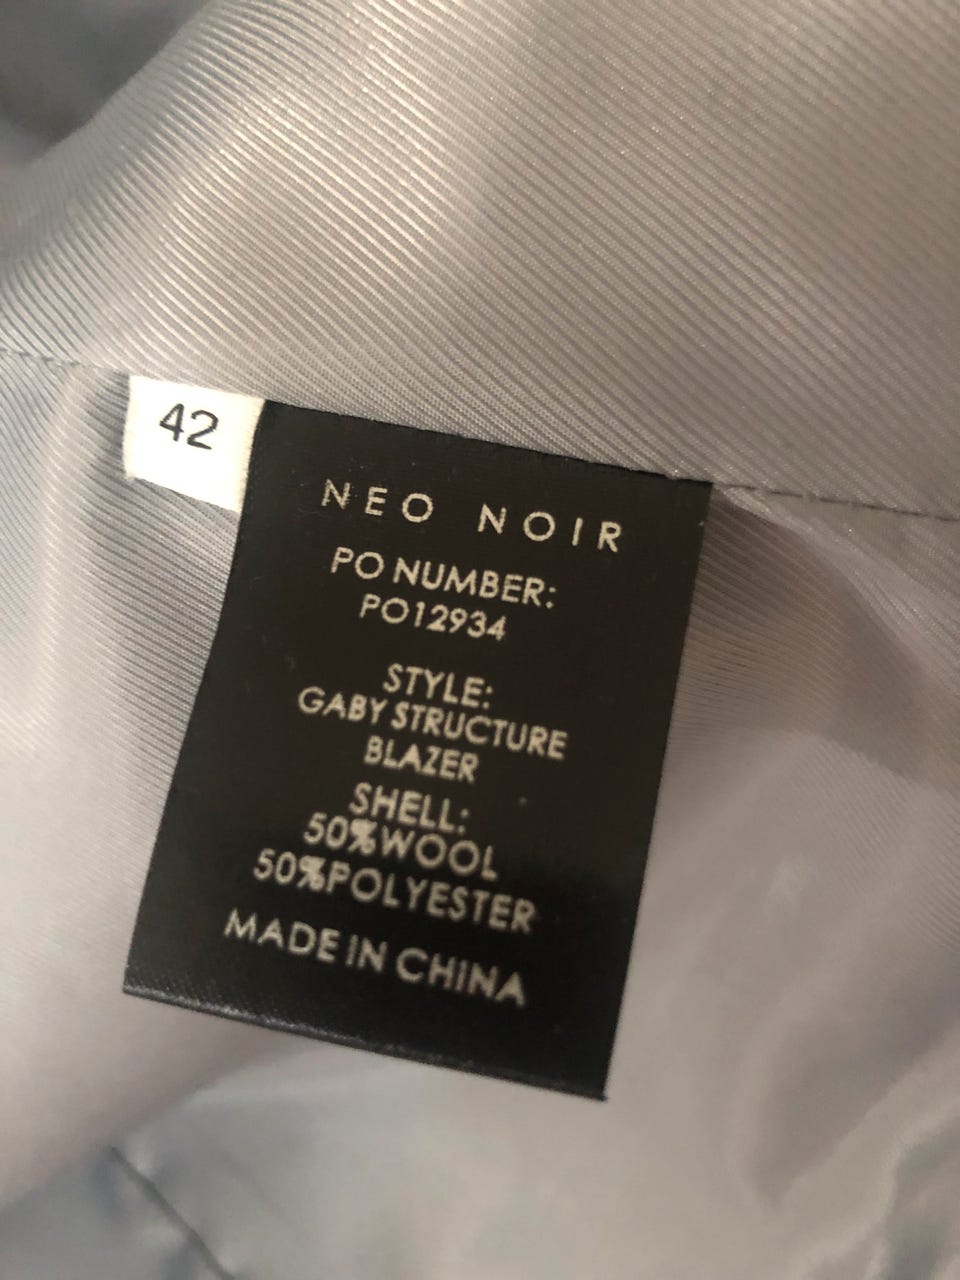 42
NEO NOIR
PO NUMBER:
PO12934
STYLE:
GABY STRUCTURE
BLAZER
SHELL:
50%WOOL
50%POLYESTER
MADE IN CHINA